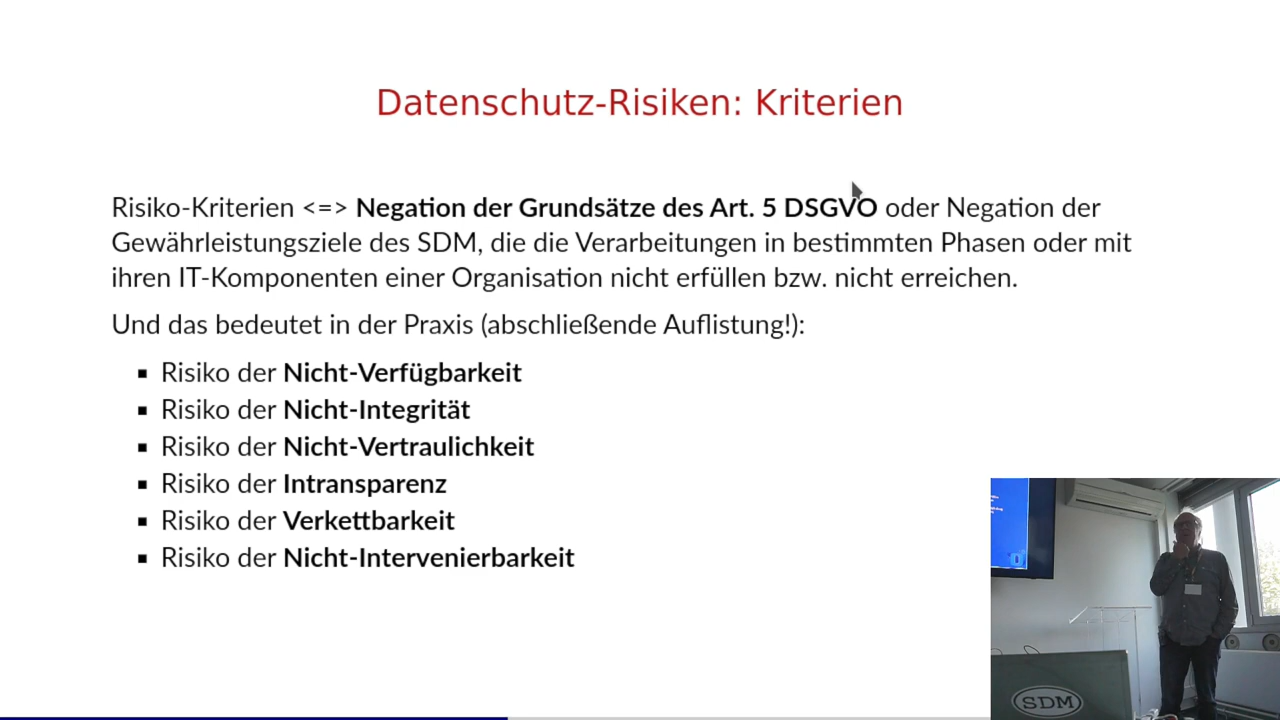 Datenschutz-Risiken: Kriterien
Risiko-Kriterien <=> Negation der Grundsätze des Art. 5 DSGVO oder Negation der
Gewährleistungsziele des SDM, die die Verarbeitungen in bestimmten Phasen oder mit
ihren IT-Komponenten einer Organisation nicht erfüllen bzw. nicht erreichen.
Und das bedeutet in der Praxis (abschließende Auflistung!):
▪ Risiko der Nicht-Verfügbarkeit
▪ Risiko der Nicht-Integrität
▪ Risiko der Nicht-Vertraulichkeit
▪ Risiko der Intransparenz
▪ Risiko der Verkettbarkeit
▪ Risiko der Nicht-Intervenierbarkeit
SDM